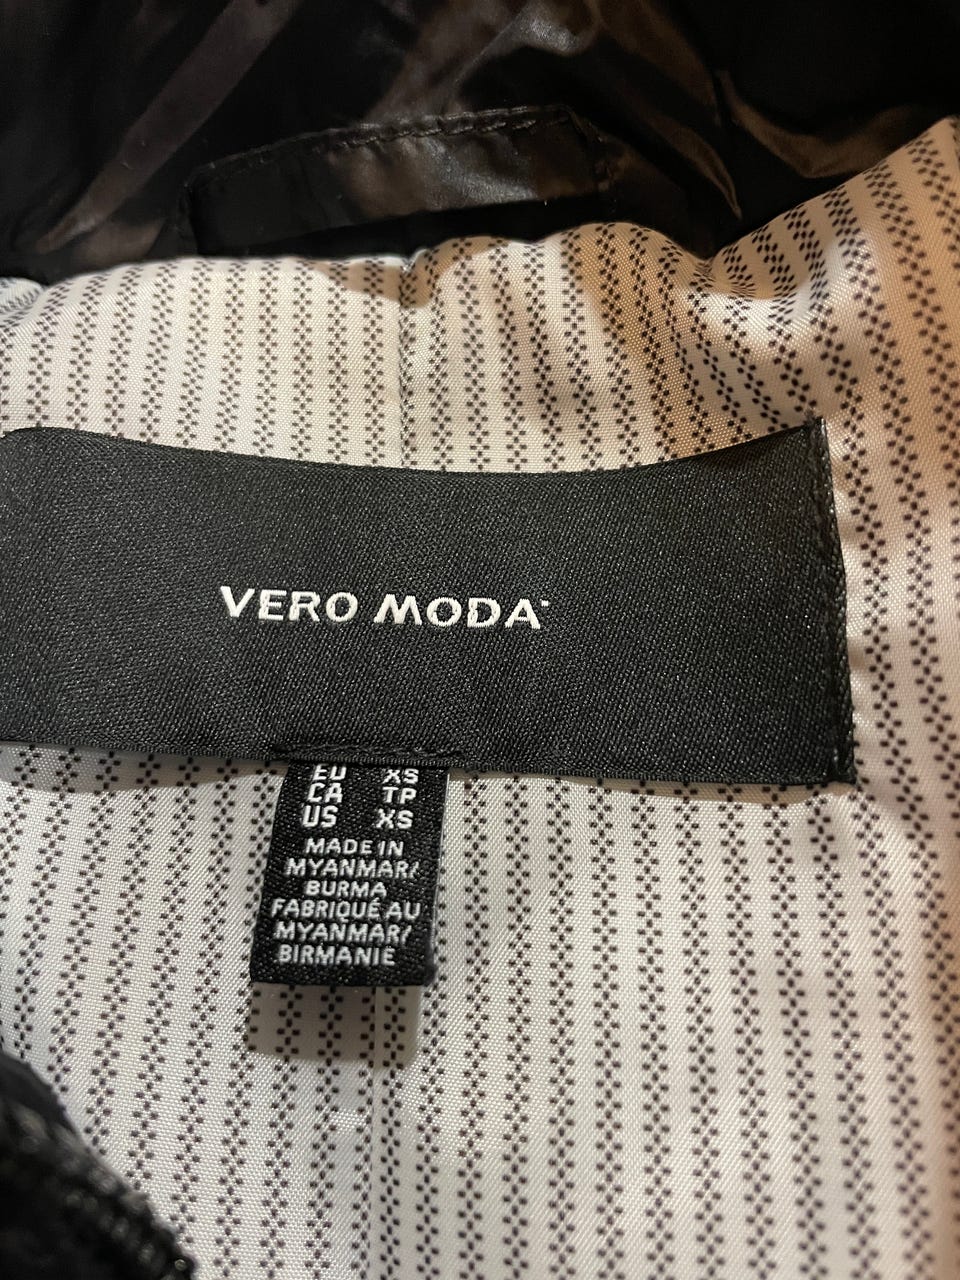 VERO MODA
EU XS
CA TP
US XS
MADE IN
MYANMAR/
BURMA
FABRIQUÉ AU
MYANMAR/
BIRMANIE